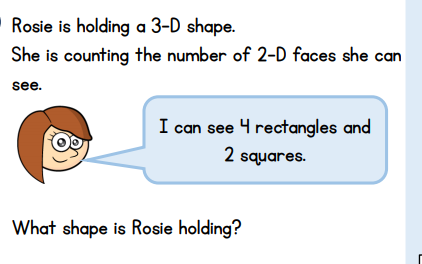 Rosie is holding a 3-D shape.
She is counting the number of 2-D faces she can
see.
I can see 4 rectangles and
2 squares.
What shape is Rosie holding?